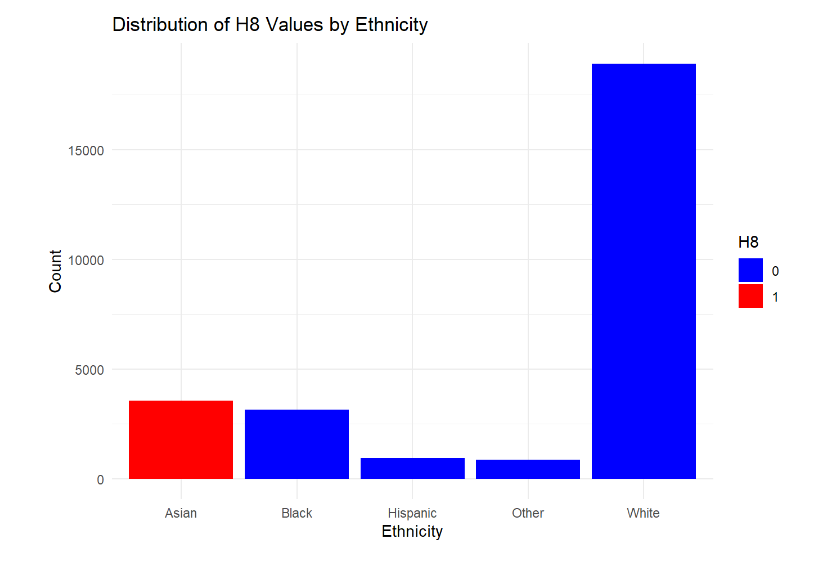 Distribution of H8 Values by Ethnicity
Count
15000
10000
5000
0
Asian
Black
Hispanic
Other
White
Ethnicity
H8
0
1